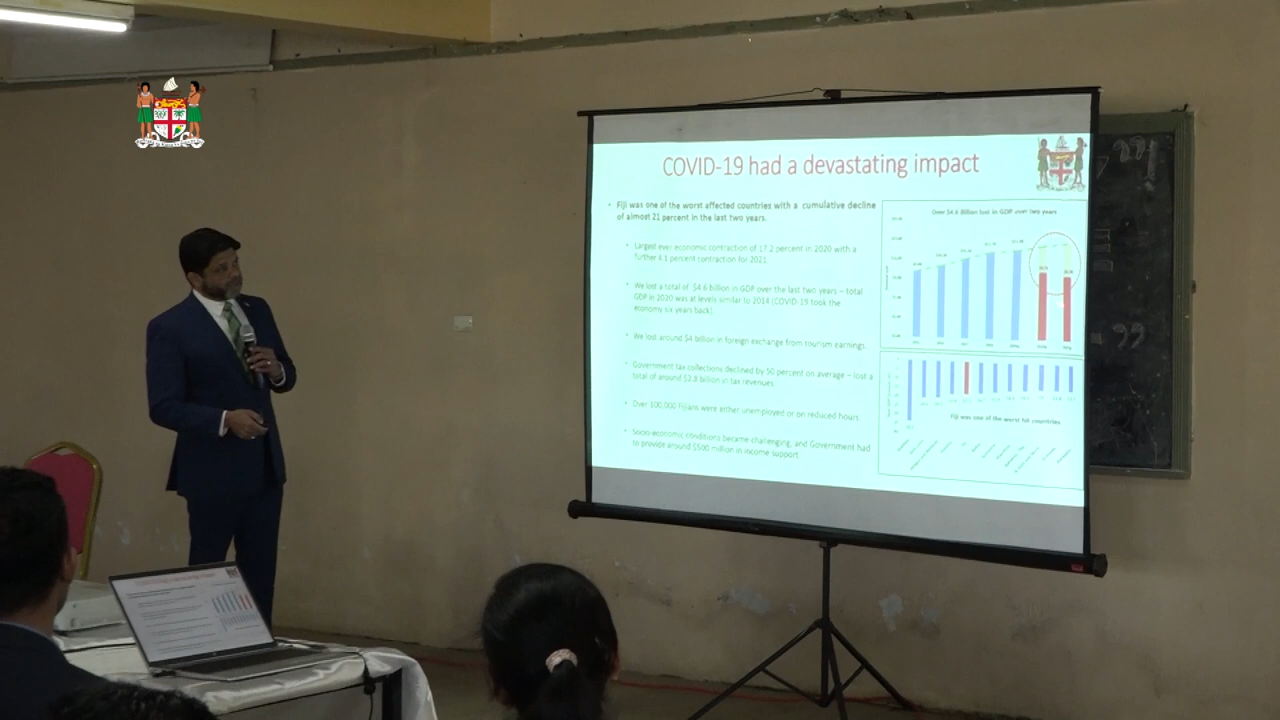 COVID-19 had a devastating impact
Fiji was one of the worst affected countries with a cumulative decline
of almost 21 percent in the last two years.
Largest ever economic contraction of 17.2 percent in 2020 with a
further 4.1 percent contraction for 2021
We lost a total of $4.6 billion in GDP over the last two years – total
GDP in 2020 was at levels similar to 2014 (COVID-19 took the
economy six years back)
We lost around $4 billion in foreign exchange from tourism earnings.
Government tax collections declined by 50 percent on average – lost a
total of around $2.8 billion in tax revenues.
Over 100,000 Fijians were either unemployed or on reduced hours
Socio-economic conditions became challenging, and Government had
to provide around $500 million in income support.
Over $4.6 Billion lost in GDP over two years
Fiji was one of the worst hit countries